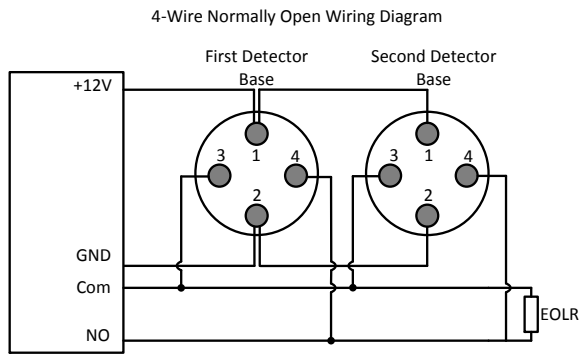 4-Wire Normally Open Wiring Diagram
First Detector
Base
Second Detector
Base
+12V
1
3
4
2
1
3
4
2
GND
Com
NO
EOLR